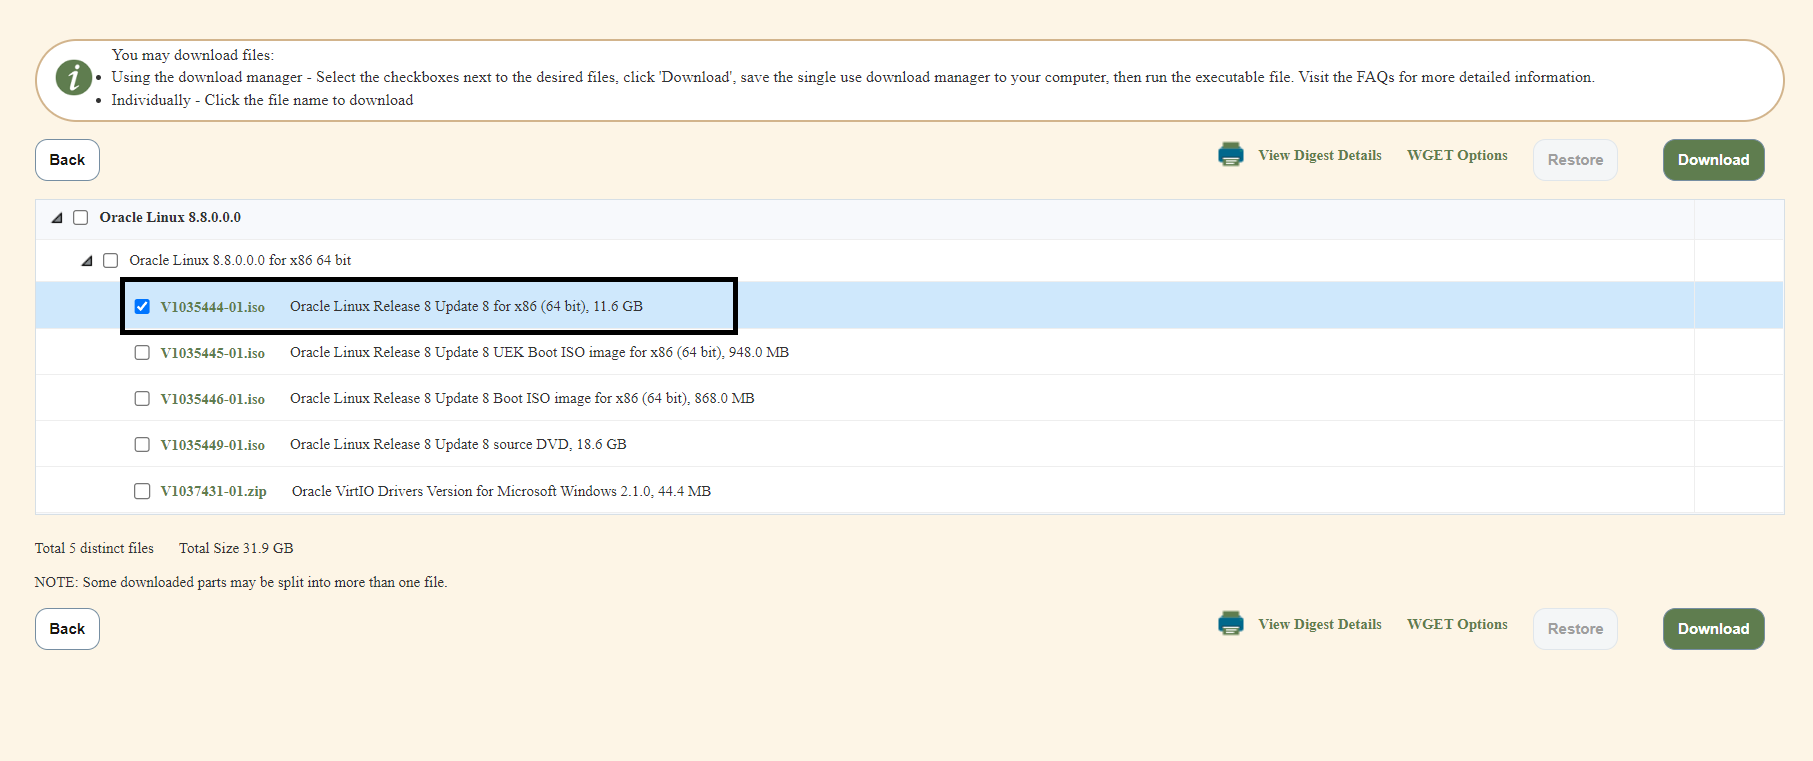 You may download files:
• Using the download manager - Select the checkboxes next to the desired files, click 'Download', save the single use download manager to your computer, then run the executable file. Visit the FAQs for more detailed information.
• Individually - Click the file name to download
Back View Digest Details WGET Options Restore Download
Oracle Linux 8.8.0.0.0
Oracle Linux 8.8.0.0.0 for x86 64 bit
V1035444-01.iso Oracle Linux Release 8 Update 8 for x86 (64 bit), 11.6 GB
V1035445-01.iso Oracle Linux Release 8 Update 8 UEK Boot ISO image for x86 (64 bit), 948.0 MB
V1035446-01.iso Oracle Linux Release 8 Update 8 Boot ISO image for x86 (64 bit), 868.0 MB
V1035449-01.iso Oracle Linux Release 8 Update 8 source DVD, 18.6 GB
V1037431-01.zip Oracle VirtIO Drivers Version for Microsoft Windows 2.1.0, 44.4 MB
Total 5 distinct files Total Size 31.9 GB
NOTE: Some downloaded parts may be split into more than one file.
Back View Digest Details WGET Options Restore Download